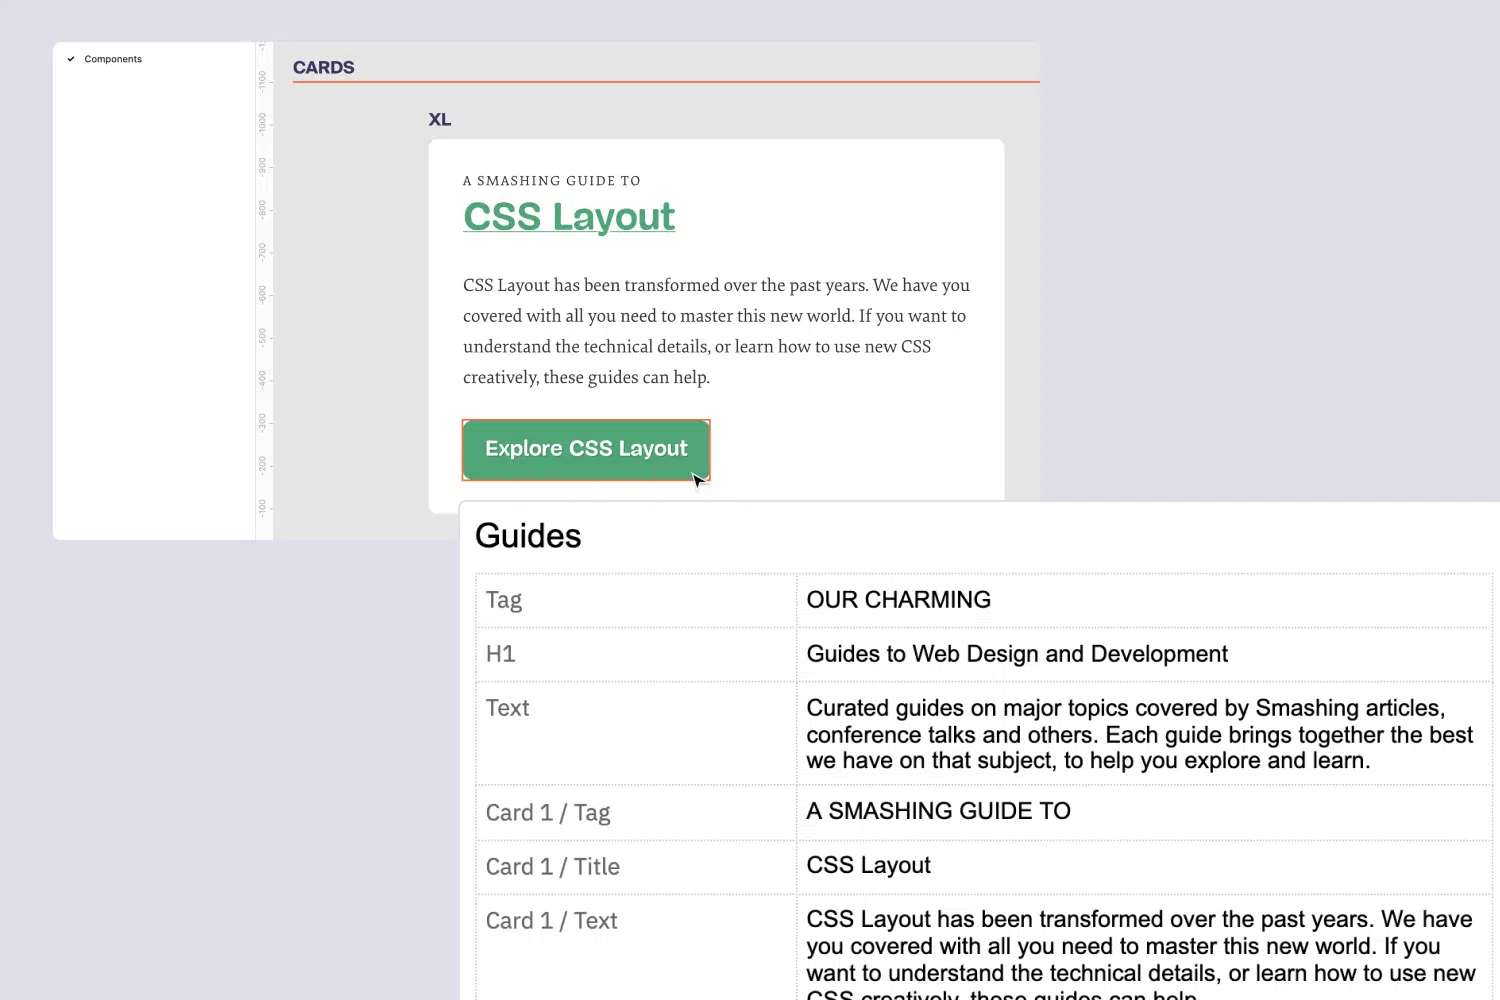 Components
-1100
-1000
-900
-800
-700
-600
-500
-400
-300
-200
-100
CARDS
XL
A SMASHING GUIDE TO
CSS Layout
CSS Layout has been transformed over the past years. We have you
covered with all you need to master this new world. If you want to
understand the technical details, or learn how to use new CSS
creatively, these guides can help.
Explore CSS Layout
Guides
Tag
OUR CHARMING
H1
Guides to Web Design and Development
Text
Curated guides on major topics covered by Smashing articles,
conference talks and others. Each guide brings together the best
we have on that subject, to help you explore and learn.
Card 1 / Tag
A SMASHING GUIDE TO
Card 1 / Title
CSS Layout
Card 1 / Text
CSS Layout has been transformed over the past years. We have
you covered with all you need to master this new world. If you
want to understand the technical details, or learn how to use new
CSS creatively, these guides can help.